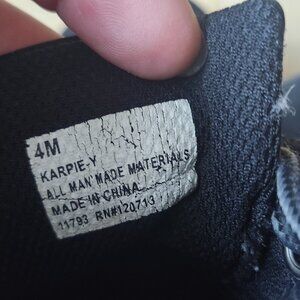 4M
KARPIE-Y
ALL MAN MADE MATERIALS
MADE IN CHINA
11793 RN#120713